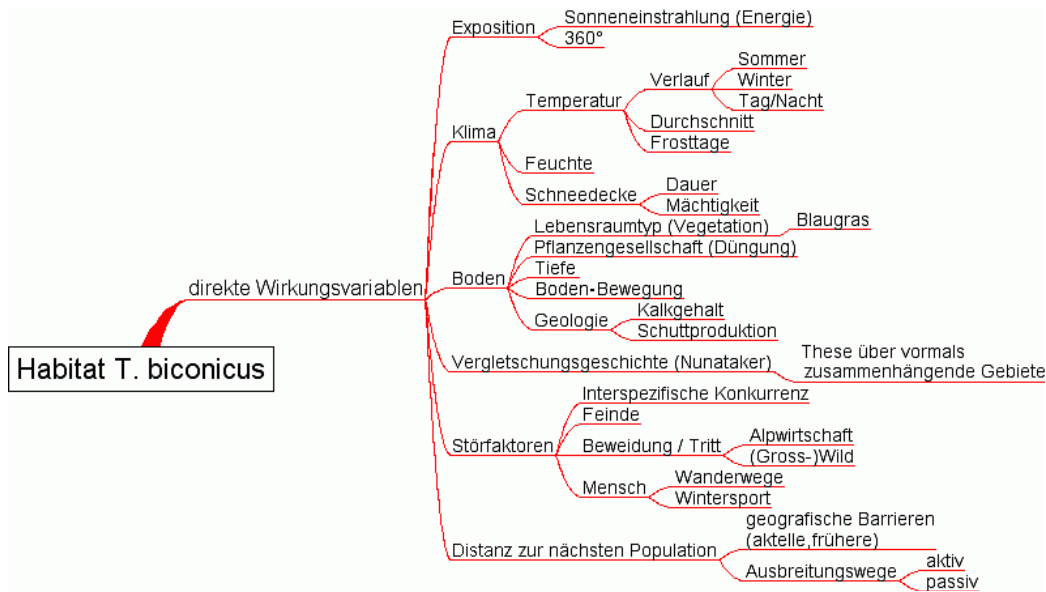 Habitat T. biconicus
direkte Wirkungsvariablen
Exposition
Sonneneinstrahlung (Energie)
360°
Klima
Temperatur
Verlauf
Sommer
Winter
Tag/Nacht
Durchschnitt
Frosttage
Feuchte
Schneedecke
Dauer
Mächtigkeit
Boden
Lebensraumtyp (Vegetation)
Blaugras
Pflanzengesellschaft (Düngung)
Tiefe
Boden-Bewegung
Geologie
Kalkgehalt
Schuttproduktion
Vergletschungsgeschichte (Nunataker)
These über vormals
zusammenhängende Gebiete
Störfaktoren
Interspezifische Konkurrenz
Feinde
Beweidung / Tritt
Alpwirtschaft
(Gross-)Wild
Mensch
Wanderwege
Wintersport
Distanz zur nächsten Population
geografische Barrieren
(aktelle,frühere)
Ausbreitungswege
aktiv
passiv